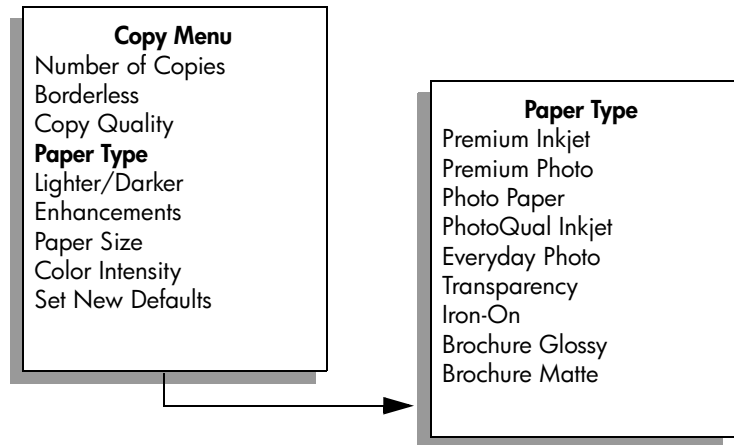 Copy Menu
Number of Copies
Borderless
Copy Quality
Paper Type
Lighter/Darker
Enhancements
Paper Size
Color Intensity
Set New Defaults
Paper Type
Premium Inkjet
Premium Photo
Photo Paper
PhotoQual Inkjet
Everyday Photo
Transparency
Iron-On
Brochure Glossy
Brochure Matte